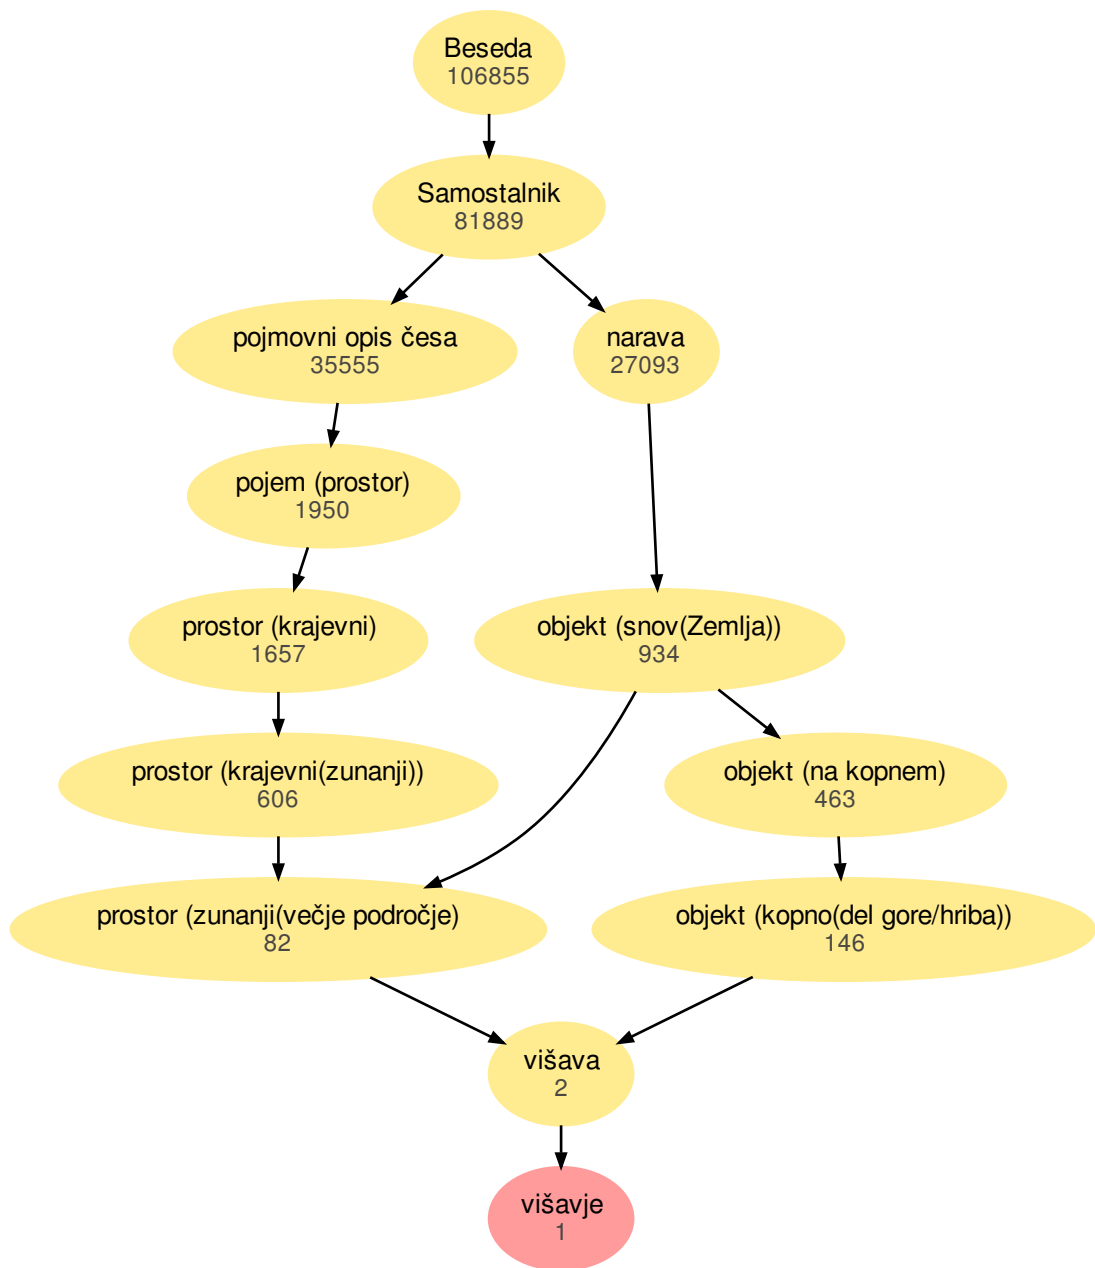 Beseda
106855
Samostalnik
81889
pojmovni opis česa
35555
narava
27093
pojem (prostor)
1950
prostor (krajevni)
1657
objekt (snov(Zemlja))
934
prostor (krajevni(zunanji))
606
objekt (na kopnem)
463
prostor (zunanji(večje področje)
82
objekt (kopno(del gore/hriba))
146
višava
2
višavje
1